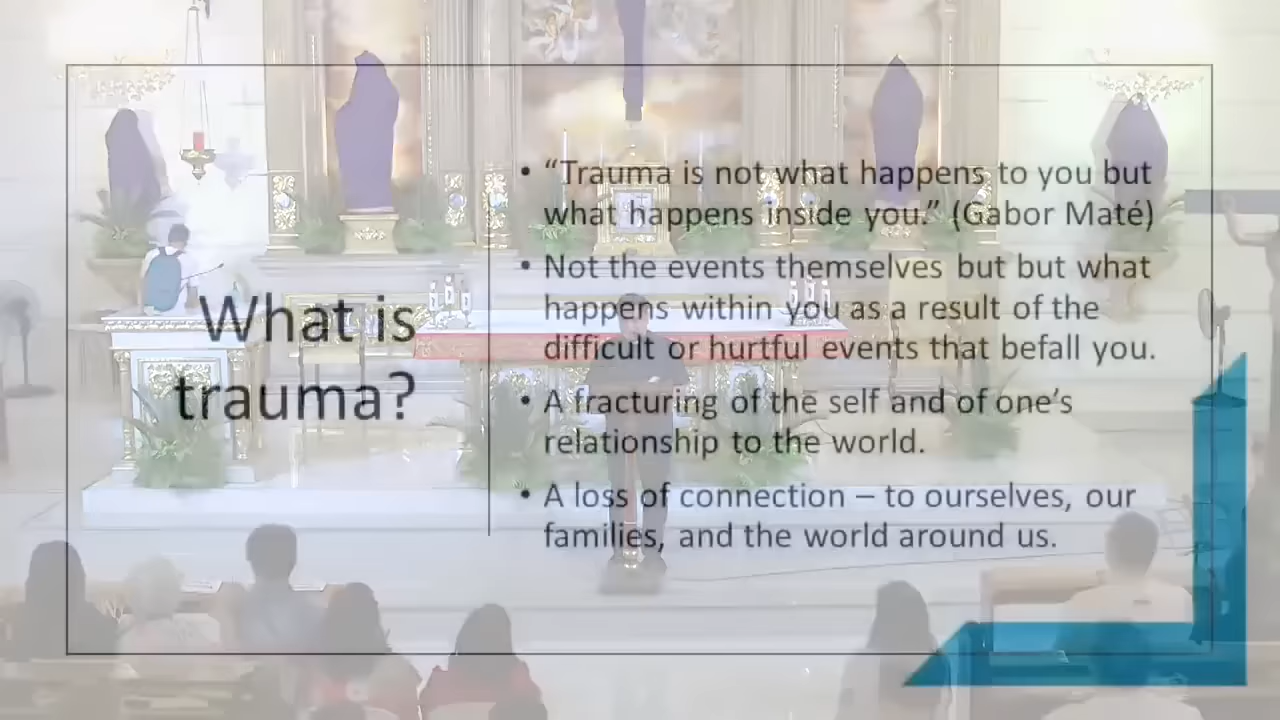 What is
trauma?
• “Trauma is not what happens to you but
what happens inside you.” (Gabor Maté)
• Not the events themselves but but what
happens within you as a result of the
difficult or hurtful events that befall you.
• A fracturing of the self and of one’s
relationship to the world.
• A loss of connection – to ourselves, our
families, and the world around us.